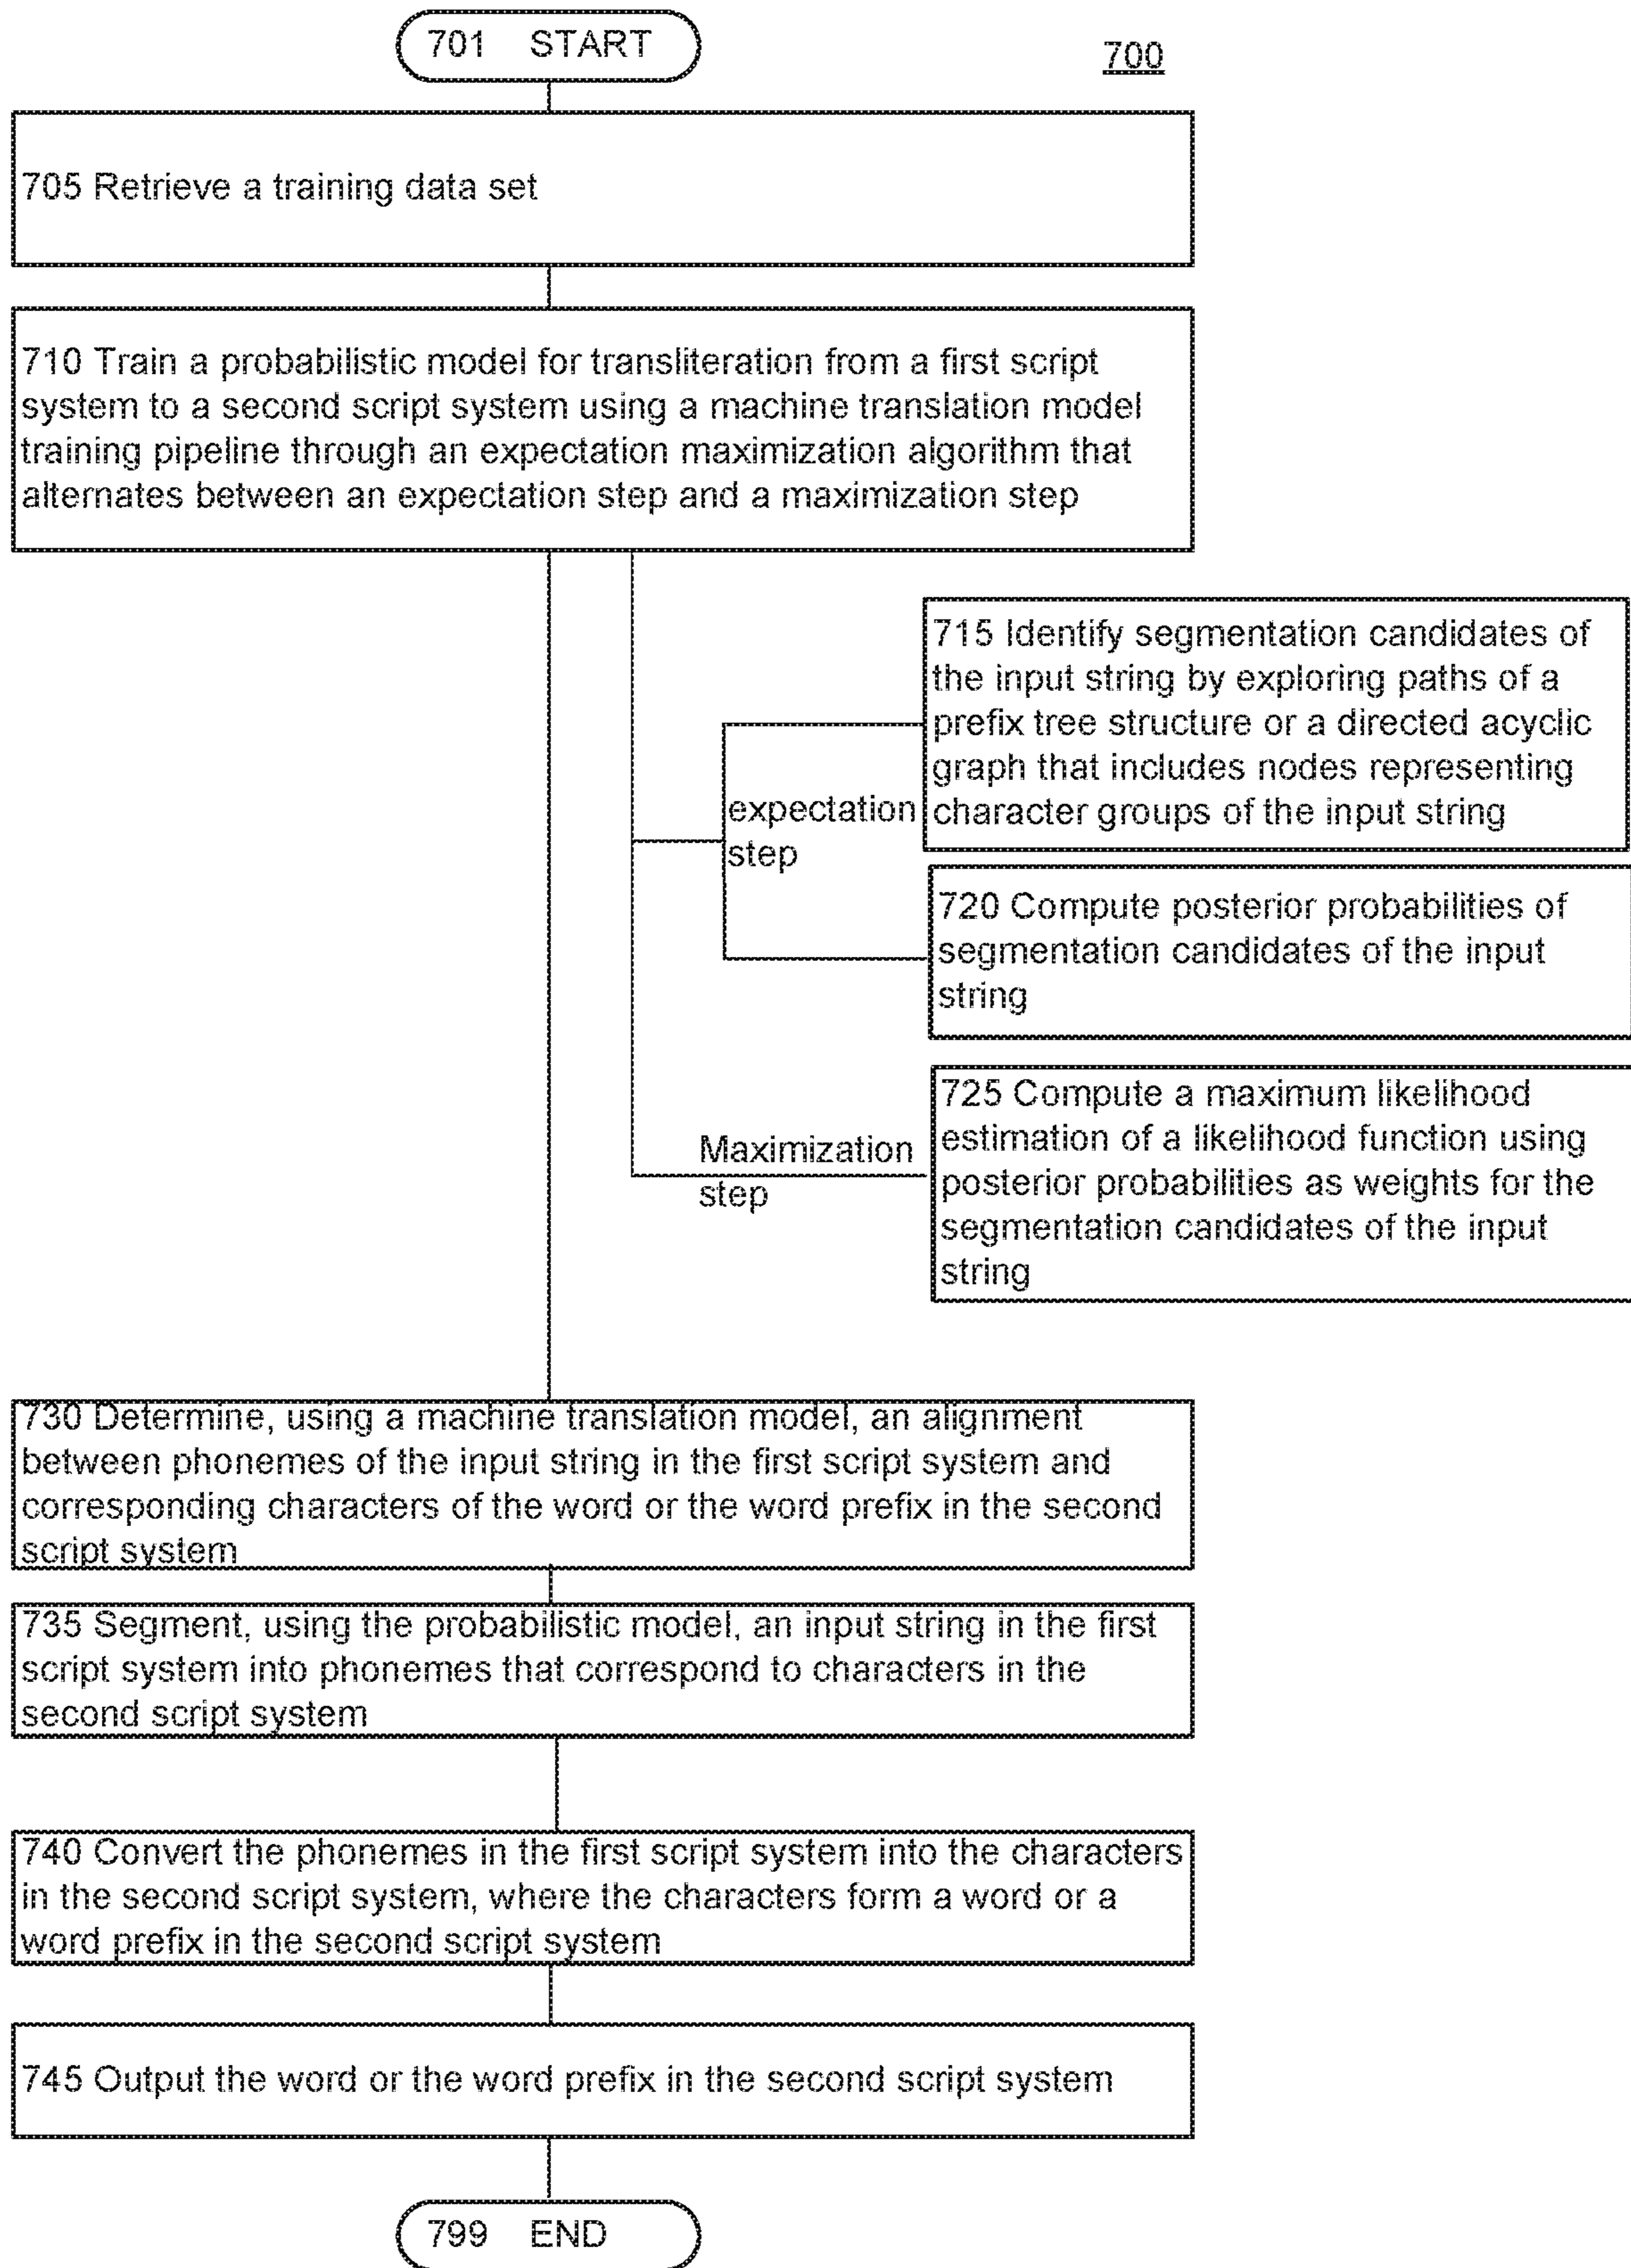 701 START
700
705 Retrieve a training data set
710 Train a probabilistic model for transliteration from a first script
system to a second script system using a machine translation model
training pipeline through an expectation maximization algorithm that
alternates between an expectation step and a maximization step
715 Identify segmentation candidates of
the input string by exploring paths of a
prefix tree structure or a directed acyclic
graph that includes nodes representing
character groups of the input string
expectation
step
720 Compute posterior probabilities of
segmentation candidates of the input
string
725 Compute a maximum likelihood
estimation of a likelihood function using
posterior probabilities as weights for the
segmentation candidates of the input
string
Maximization
step
730 Determine, using a machine translation model, an alignment
between phonemes of the input string in the first script system and
corresponding characters of the word or the word prefix in the second
script system
735 Segment, using the probabilistic model, an input string in the first
script system into phonemes that correspond to characters in the
second script system
740 Convert the phonemes in the first script system into the characters
in the second script system, where the characters form a word or a
word prefix in the second script system
745 Output the word or the word prefix in the second script system
799 END